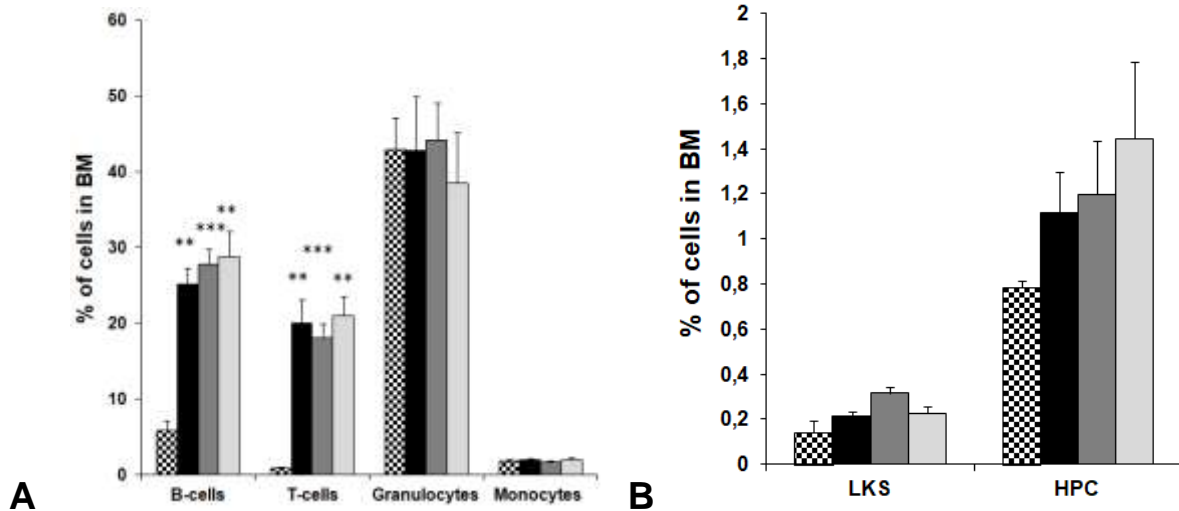 % of cells in BM
60
50
40
30
20
10
0
** *** **
** *** **
B-cells T-cells Granulocytes Monocytes
A
% of cells in BM
2
1,8
1,6
1,4
1,2
1
0,8
0,6
0,4
0,2
0
LKS HPC
B